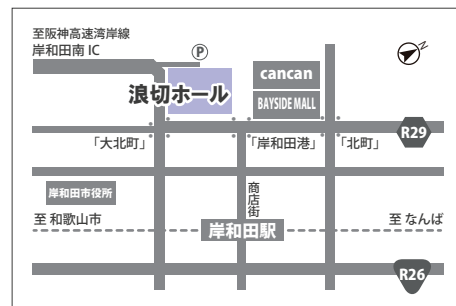 至阪神高速湾岸線
岸和田南 IC
P
N
cancan
BAYSIDE MALL
浪切ホール
R29
「大北町」
「岸和田港」
「北町」
岸和田市役所
商店街
至 和歌山市
至 なんば
岸和田駅
R26